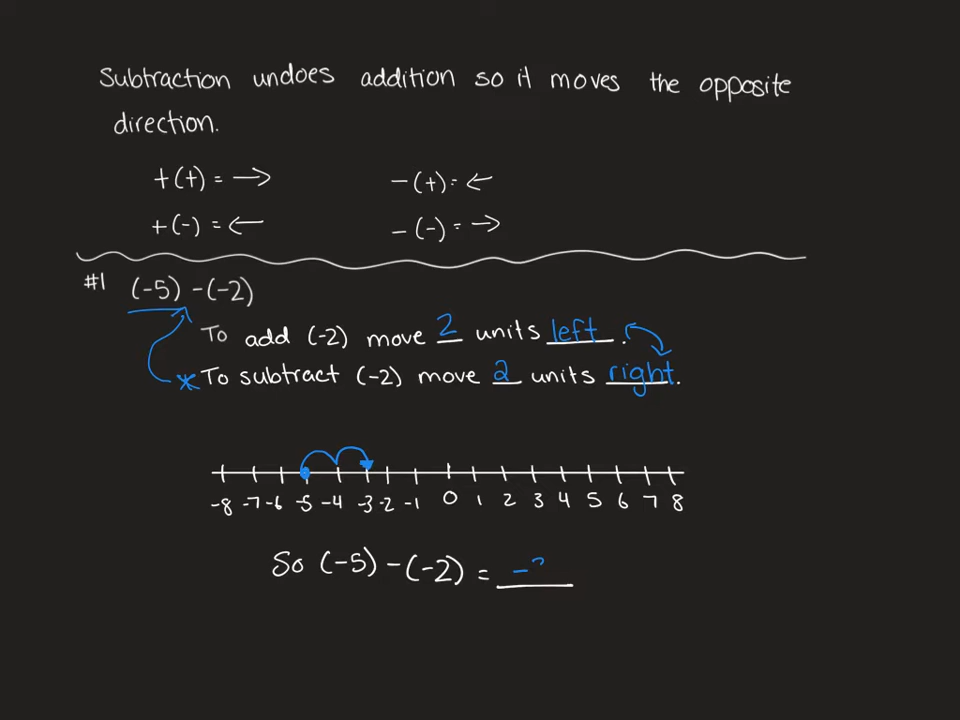 Subtraction undoes addition so it moves the opposite
direction.
+(+) = → -(+) = ←
+(-) = ← -(-) = →
#1 (-5) -(-2)
To add (-2) move 2 units left.
*To subtract (-2) move 2 units right.
-8 -7 -6 -5 -4 -3 -2 -1 0 1 2 3 4 5 6 7 8
So (-5) -(-2) = -